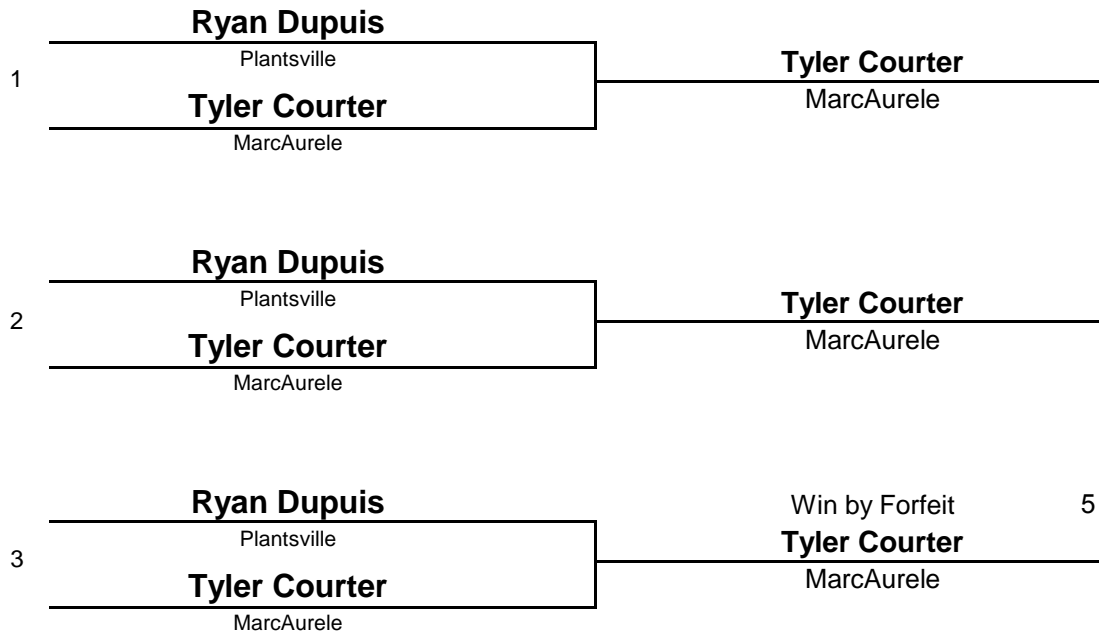 Ryan Dupuis
Plantsville
1
Tyler Courter
MarcAurele
Tyler Courter
MarcAurele
Ryan Dupuis
Plantsville
2
Tyler Courter
MarcAurele
Tyler Courter
MarcAurele
Ryan Dupuis
Plantsville
3
Tyler Courter
MarcAurele
Win by Forfeit 5
Tyler Courter
MarcAurele